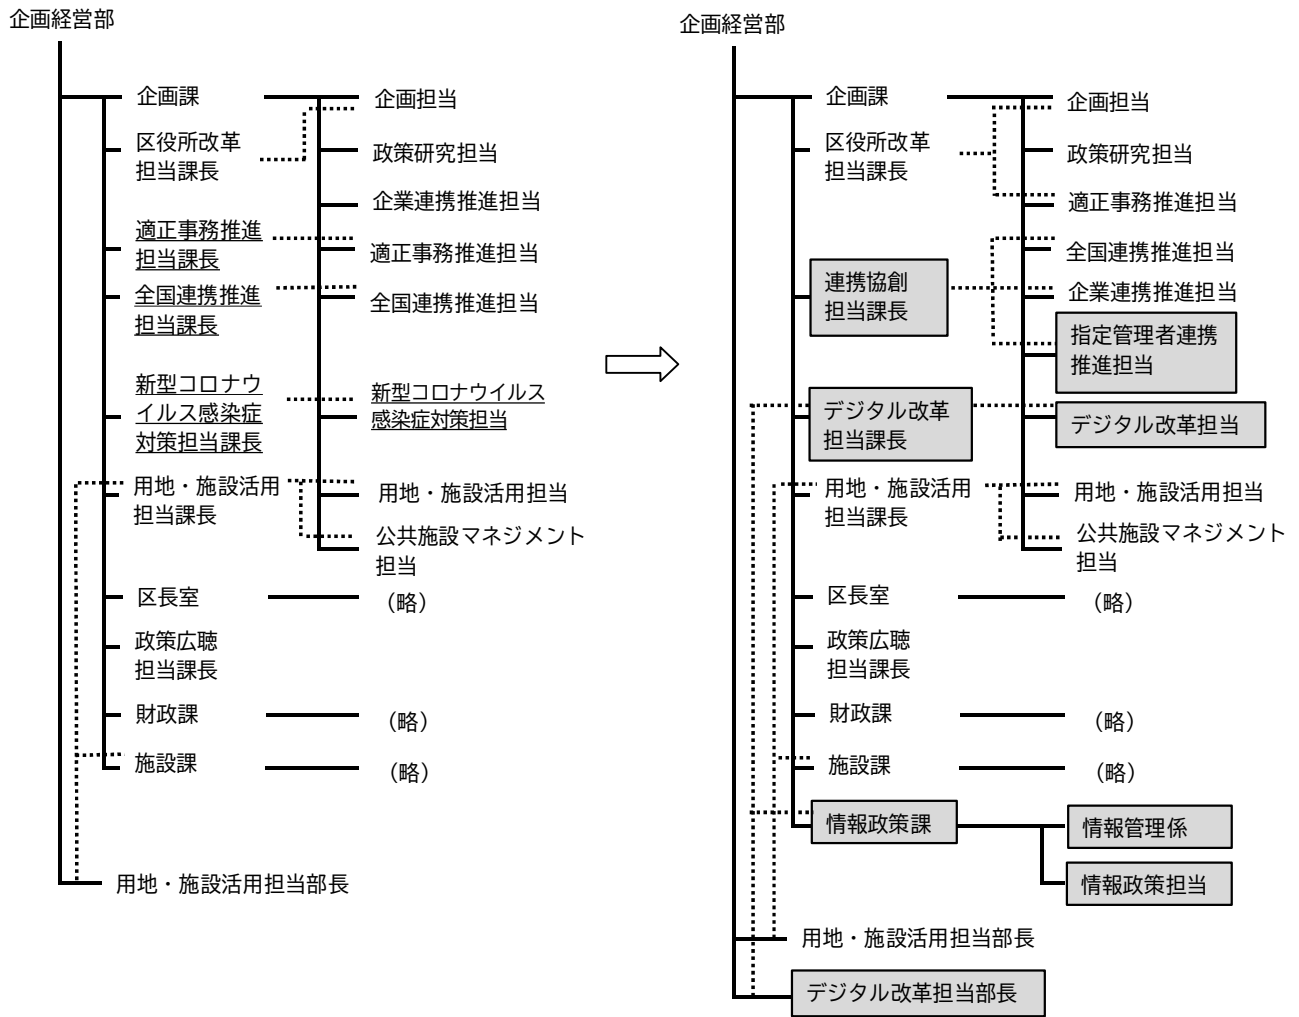 企画経営部
企画課
企画担当
区役所改革
担当課長
政策研究担当
企業連携推進担当
適正事務推進
担当課長
適正事務推進担当
全国連携推進
担当課長
全国連携推進担当
新型コロナウ
イルス感染症
対策担当課長
新型コロナウイルス
感染症対策担当
用地・施設活用
担当課長
用地・施設活用担当
公共施設マネジメント
担当
区長室
（略）
政策広聴
担当課長
財政課
（略）
施設課
（略）
用地・施設活用担当部長
企画経営部
企画課
企画担当
区役所改革
担当課長
政策研究担当
適正事務推進担当
全国連携推進担当
連携協創
担当課長
企業連携推進担当
指定管理者連携
推進担当
デジタル改革
担当課長
デジタル改革担当
用地・施設活用
担当課長
用地・施設活用担当
公共施設マネジメント
担当
区長室
（略）
政策広聴
担当課長
財政課
（略）
施設課
（略）
情報政策課
情報管理係
情報政策担当
用地・施設活用担当部長
デジタル改革担当部長